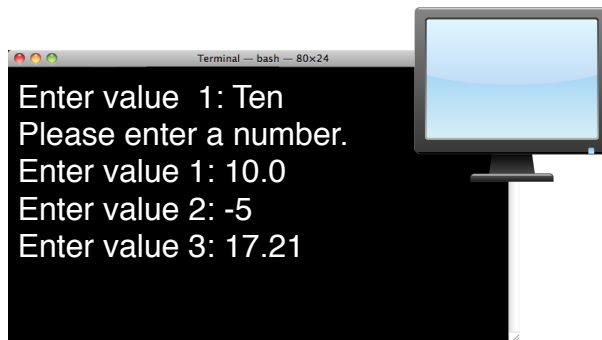 Terminal — bash — 80×24
Enter value  1: Ten
Please enter a number.
Enter value 1: 10.0
Enter value 2: -5
Enter value 3: 17.21